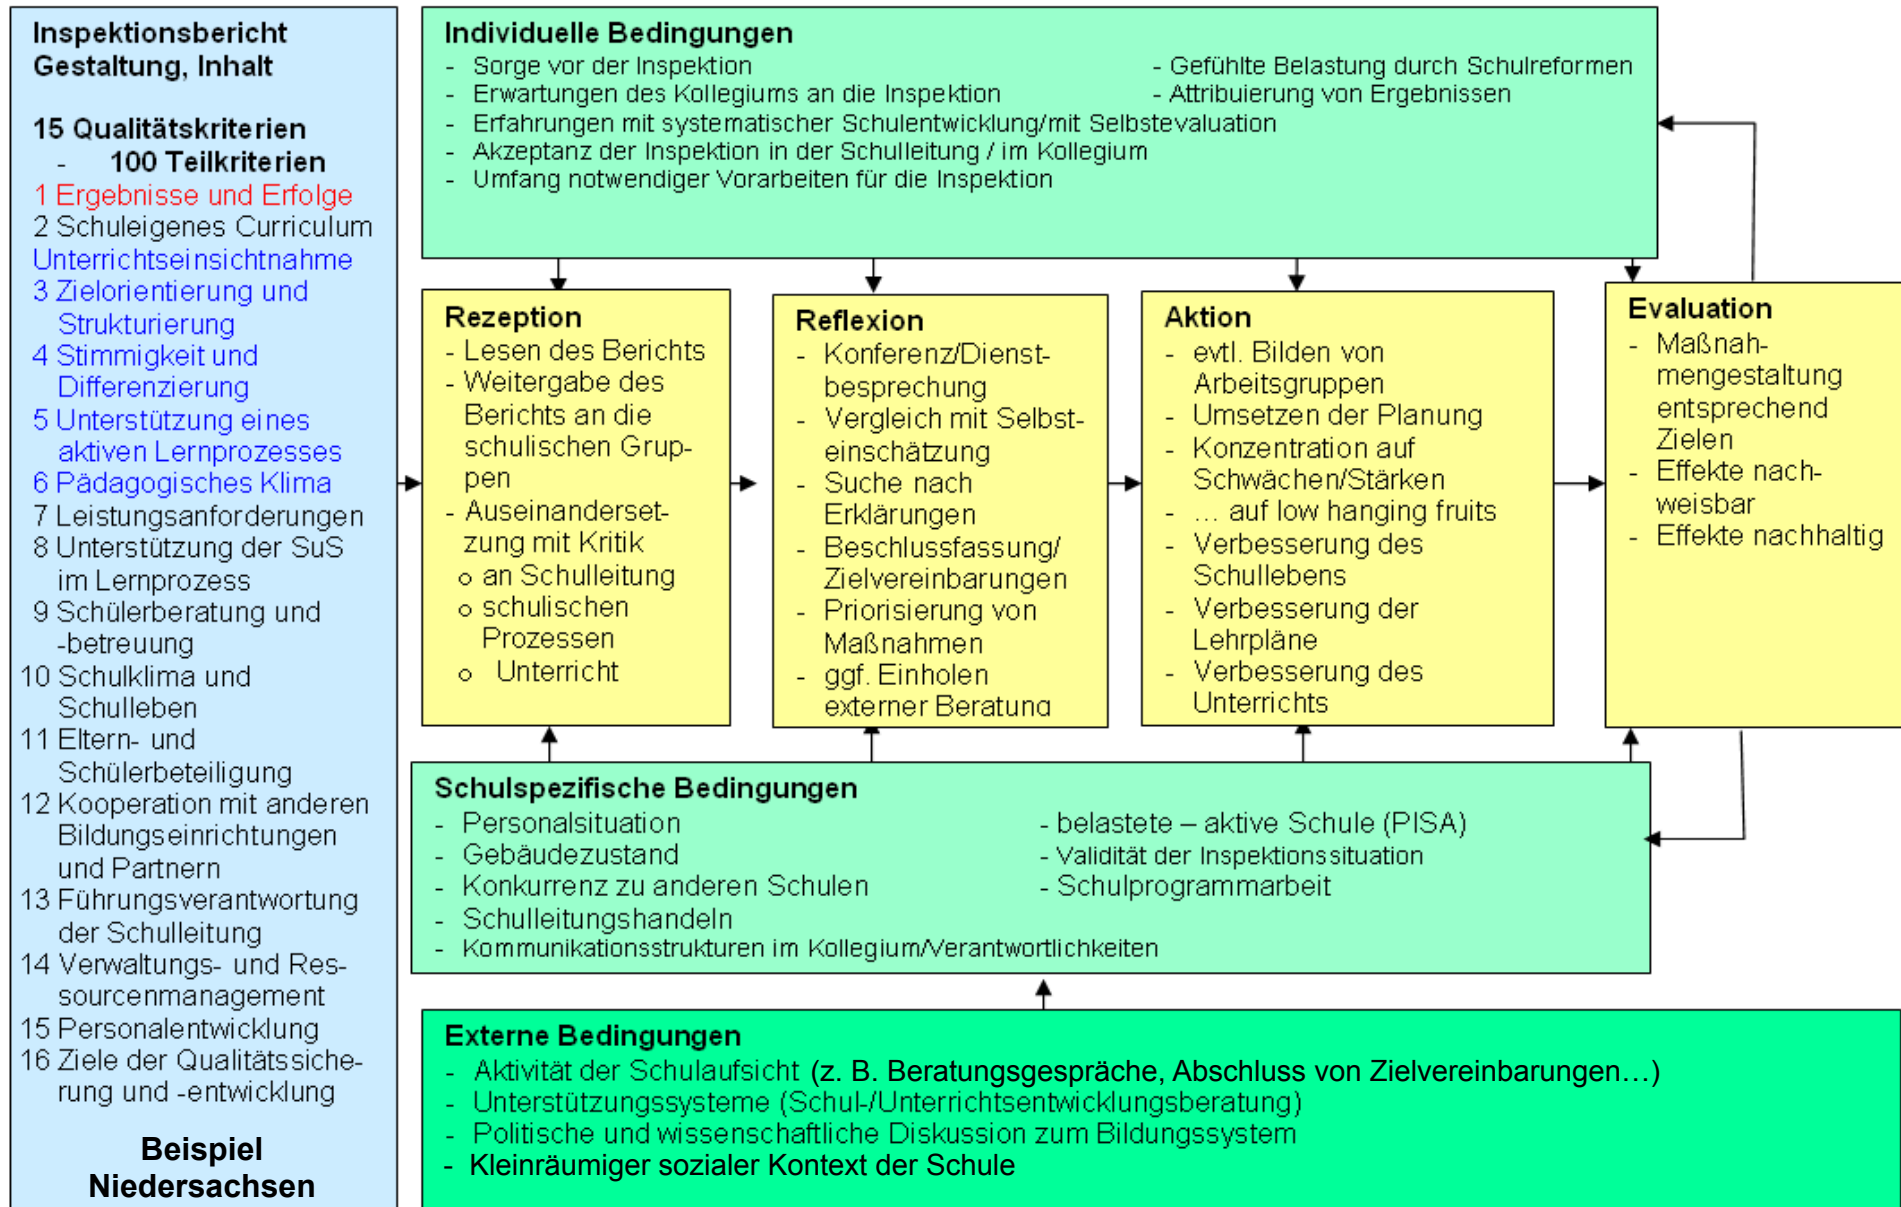 Inspektionsbericht
Gestaltung, Inhalt
15 Qualitätskriterien
- 100 Teilkriterien
1 Ergebnisse und Erfolge
2 Schuleigenes Curriculum
Unterrichtseinsichtnahme
3 Zielorientierung und
Strukturierung
4 Stimmigkeit und
Differenzierung
5 Unterstützung eines
aktiven Lernprozesses
6 Pädagogisches Klima
7 Leistungsanforderungen
8 Unterstützung der SuS
im Lernprozess
9 Schülerberatung und
-betreuung
10 Schulklima und
Schulleben
11 Eltern- und
Schülerbeteiligung
12 Kooperation mit anderen
Bildungseinrichtungen
und Partnern
13 Führungsverantwortung
der Schulleitung
14 Verwaltungs- und Res-
sourcenmanagement
15 Personalentwicklung
16 Ziele der Qualitätssiche-
rung und -entwicklung
Beispiel
Niedersachsen
Individuelle Bedingungen
- Sorge vor der Inspektion
- Erwartungen des Kollegiums an die Inspektion
- Erfahrungen mit systematischer Schulentwicklung/mit Selbstevaluation
- Akzeptanz der Inspektion in der Schulleitung / im Kollegium
- Umfang notwendiger Vorarbeiten für die Inspektion
- Gefühlte Belastung durch Schulreformen
- Attribuierung von Ergebnissen
Rezeption
- Lesen des Berichts
- Weitergabe des
Berichts an die
schulischen Grup-
pen
- Auseinanderset-
zung mit Kritik
o an Schulleitung
o schulischen
Prozessen
o Unterricht
Reflexion
- Konferenz/Dienst-
besprechung
- Vergleich mit Selbst-
einschätzung
- Suche nach
Erklärungen
- Beschlussfassung/
Zielvereinbarungen
- Priorisierung von
Maßnahmen
- ggf. Einholen
externer Beratung
Aktion
- evtl. Bilden von
Arbeitsgruppen
- Umsetzen der Planung
- Konzentration auf
Schwächen/Stärken
- ... auf low hanging fruits
- Verbesserung des
Schullebens
- Verbesserung der
Lehrpläne
- Verbesserung des
Unterrichts
Evaluation
- Maßnah-
mengestaltung
entsprechend
Zielen
- Effekte nach-
weisbar
- Effekte nachhaltig
Schulspezifische Bedingungen
- Personalsituation
- Gebäudezustand
- Konkurrenz zu anderen Schulen
- Schulleitungshandeln
- Kommunikationsstrukturen im Kollegium/Verantwortlichkeiten
- belastete – aktive Schule (PISA)
- Validität der Inspektionssituation
- Schulprogrammarbeit
Externe Bedingungen
- Aktivität der Schulaufsicht (z. B. Beratungsgespräche, Abschluss von Zielvereinbarungen…)
- Unterstützungssysteme (Schul-/Unterrichtsentwicklungsberatung)
- Politische und wissenschaftliche Diskussion zum Bildungssystem
- Kleinräumiger sozialer Kontext der Schule